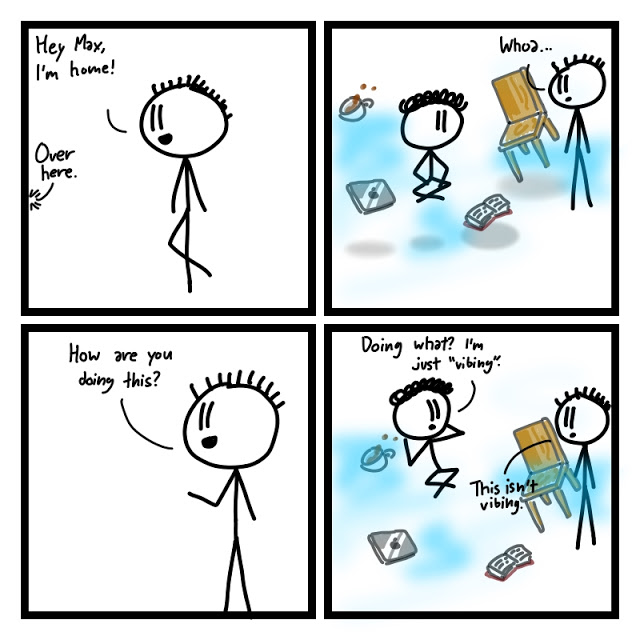 Hey Max,
I'm home!
Over
here.
Whoa...
How are you
doing this?
Doing what? I'm
just "vibing".
This isn't
vibing.